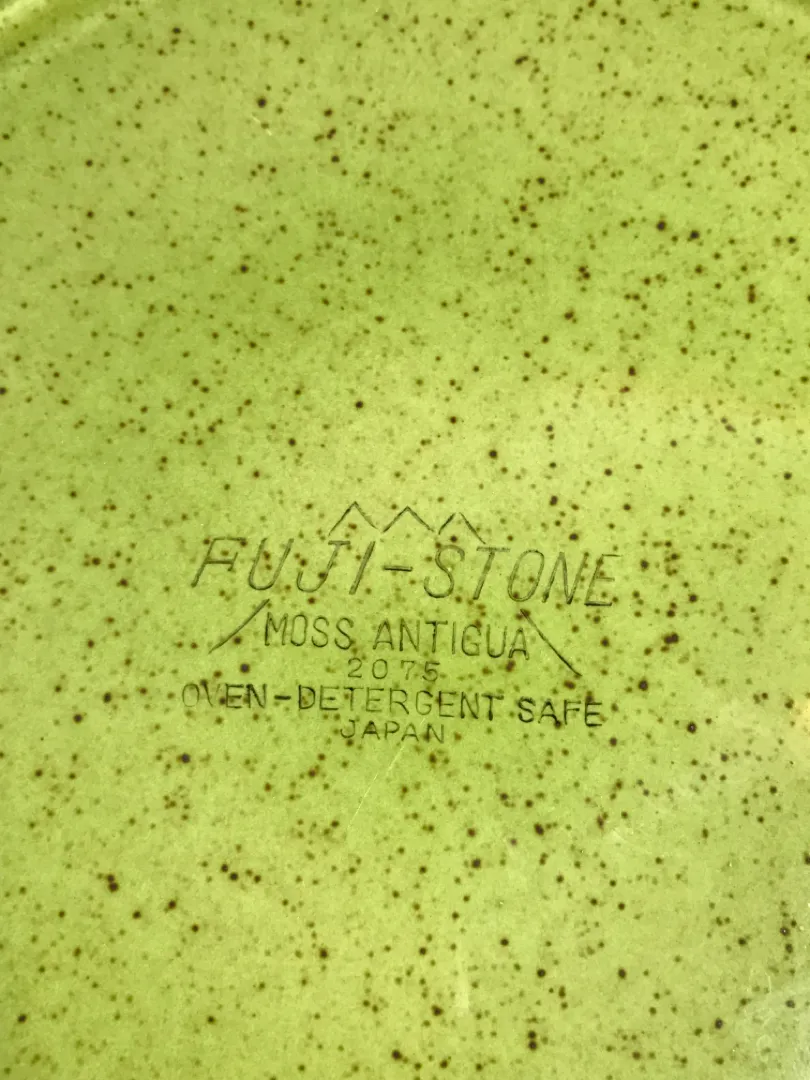 FUJI-STONE
MOSS ANTIGUA
2075
OVEN-DETERGENT SAFE
JAPAN